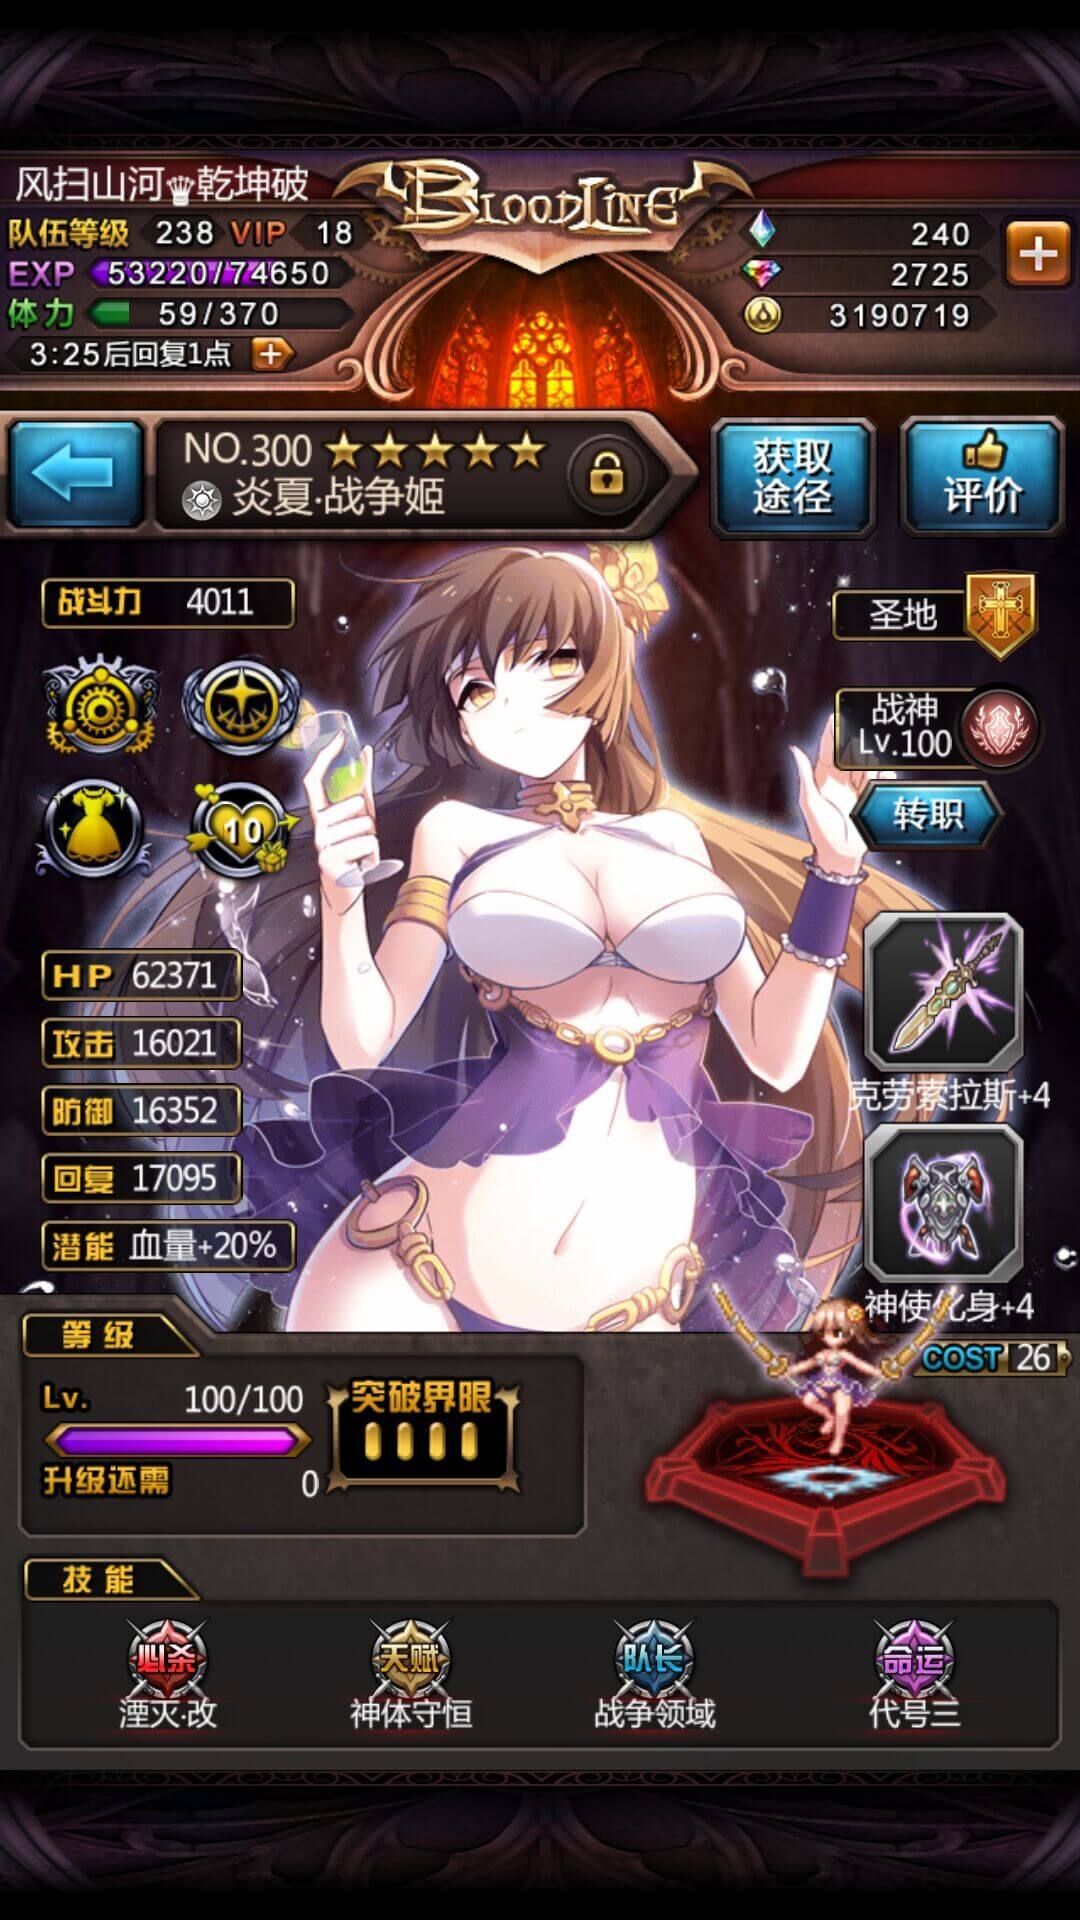 风扫山河♛乾坤破
BLOODLINE
队伍等级 238 VIP 18
240
EXP 53220/74650
2725
体力 59/370
3190719
3:25后回复1点
NO.300
炎夏·战争姬
获取
途径
评价
战斗力 4011
圣地
战神
Lv.100
转职
10
HP 62371
攻击 16021
克劳索拉斯+4
防御 16352
回复 17095
潜能 血量+20%
神使化身+4
等级
COST 26
Lv. 100/100
突破界限
升级还需 0
技能
必杀 天赋 队长 命运
湮灭·改 神体守恒 战争领域 代号三